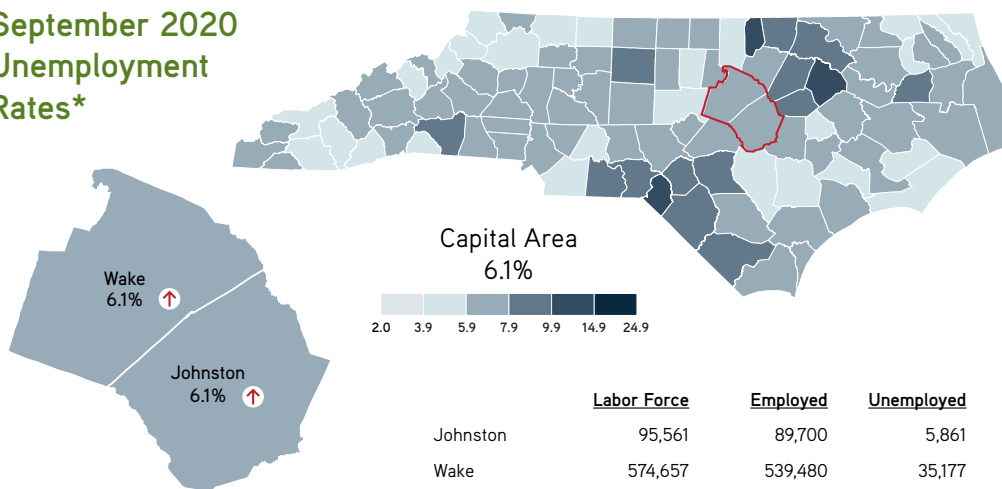 September 2020
Unemployment
Rates*
Capital Area
6.1%
2.0 3.9 5.9 7.9 9.9 14.9 24.9
Wake
6.1%
Johnston
6.1%
Labor Force Employed Unemployed
Johnston 95,561 89,700 5,861
Wake 574,657 539,480 35,177